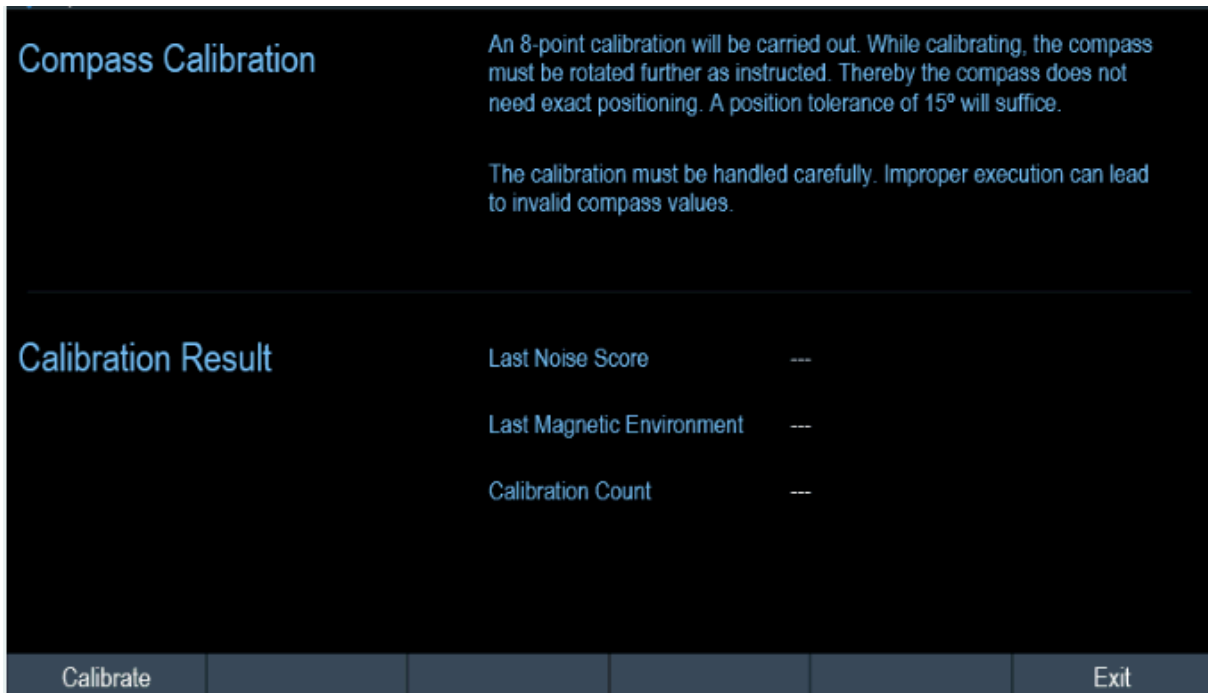 Compass Calibration
An 8-point calibration will be carried out. While calibrating, the compass
must be rotated further as instructed. Thereby the compass does not
need exact positioning. A position tolerance of 15º will suffice.
The calibration must be handled carefully. Improper execution can lead
to invalid compass values.
Calibration Result
Last Noise Score ---
Last Magnetic Environment ---
Calibration Count ---
Calibrate Exit